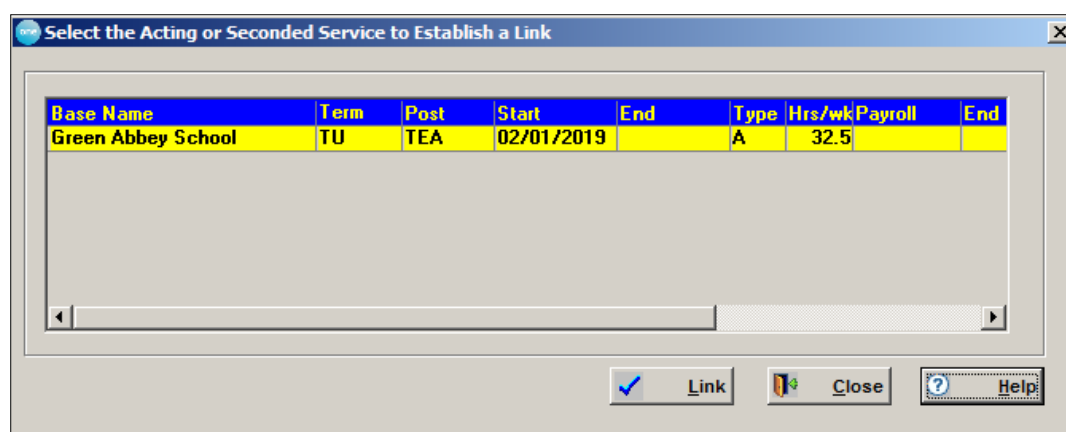 one Select the Acting or Seconded Service to Establish a Link
Base Name Term Post Start End Type Hrs/wk Payroll End
Green Abbey School TU TEA 02/01/2019 A 32.5
Link Close Help